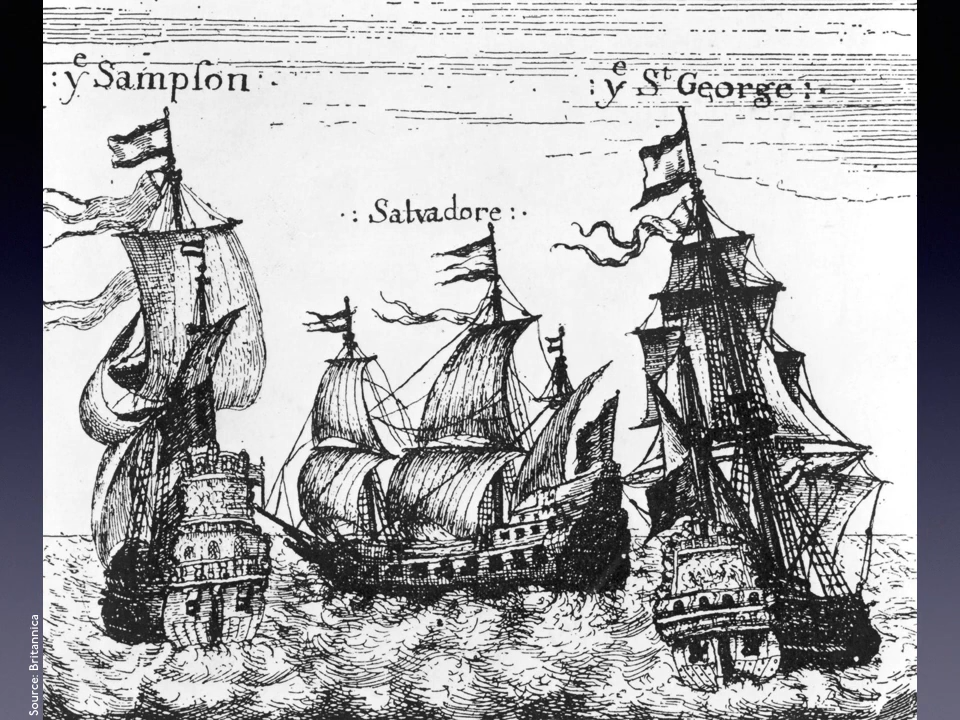 :yᵉ Sampſon :·
:yᵉ Sᵗ George :·
·: Salvadore :·
Source: Britannica